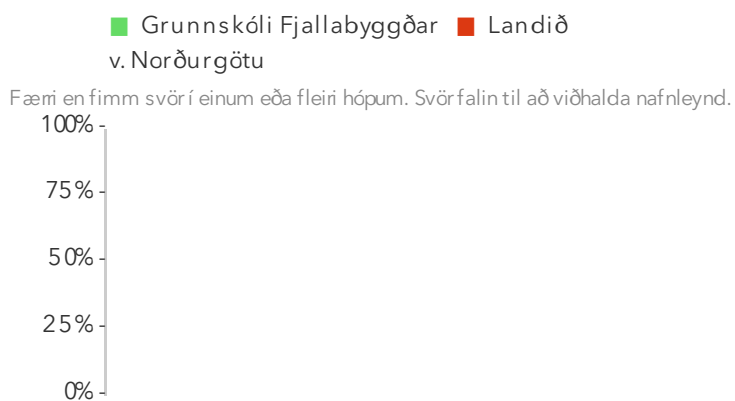 Grunnskóli Fjallabyggðar Landið
v. Norðurgötu
Færri en fimm svör í einum eða fleiri hópum. Svör falin til að viðhalda nafnleynd.
100%
75%
50%
25%
0%